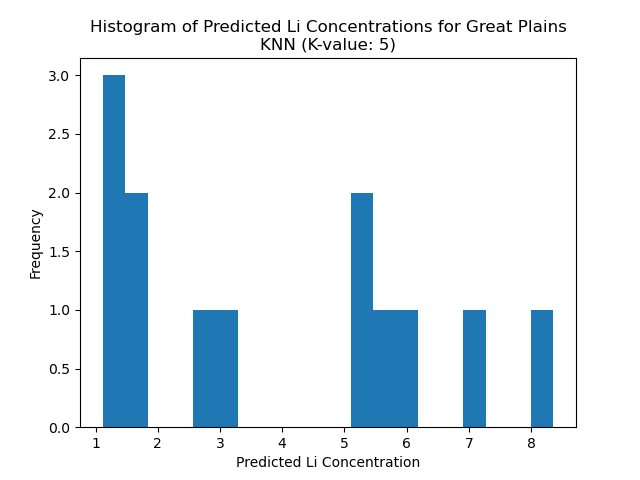 Histogram of Predicted Li Concentrations for Great Plains
KNN (K-value: 5)
3.0
2.5
2.0
1.5
1.0
0.5
0.0
Frequency
1 2 3 4 5 6 7 8
Predicted Li Concentration